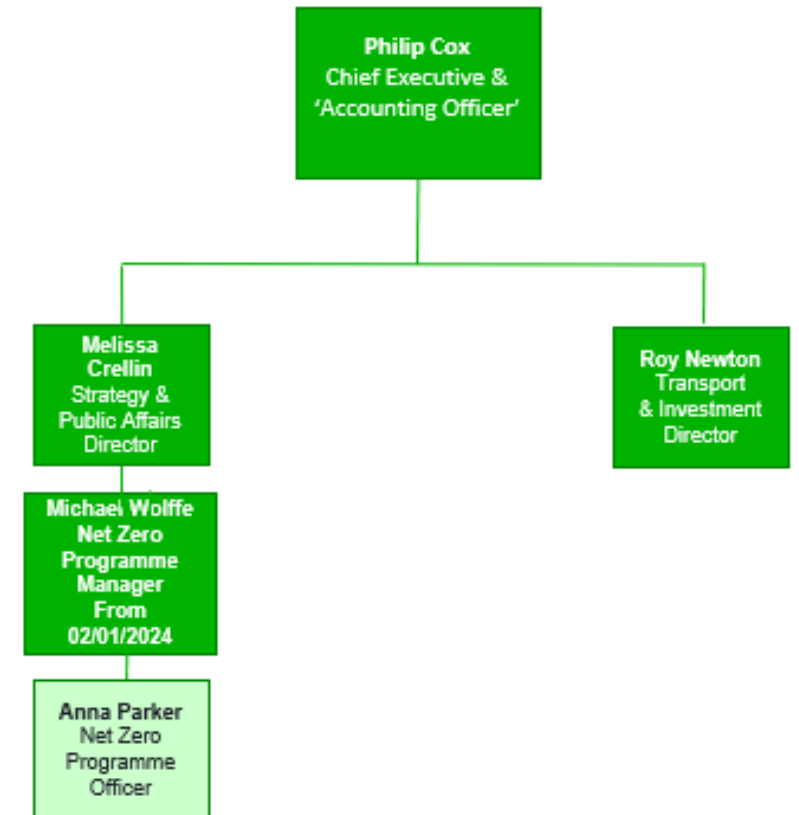 Philip Cox
Chief Executive &
‘Accounting Officer’
Melissa
Crellin
Strategy &
Public Affairs
Director
Roy Newton
Transport
& Investment
Director
Michael Wolffe
Net Zero
Programme
Manager
From
02/01/2024
Anna Parker
Net Zero
Programme
Officer